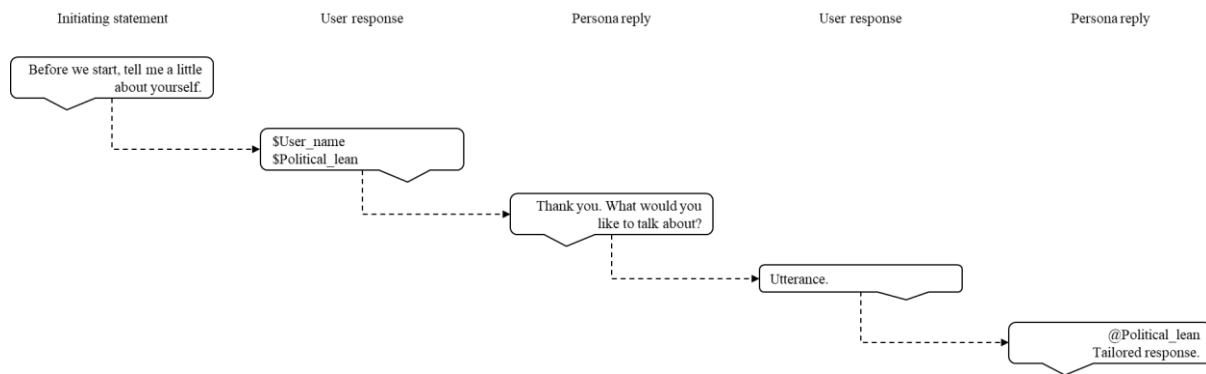 Initiating statement
User response
Persona reply
User response
Persona reply
Before we start, tell me a little
about yourself.
$User_name
$Political_lean
Thank you. What would you
like to talk about?
Utterance.
@Political_lean
Tailored response.